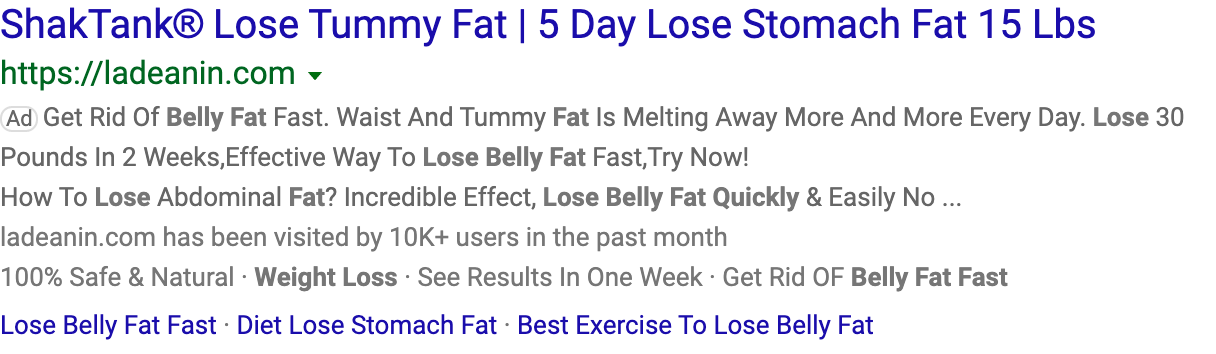 ShakTank® Lose Tummy Fat | 5 Day Lose Stomach Fat 15 Lbs
https://ladeanin.com
Ad Get Rid Of Belly Fat Fast. Waist And Tummy Fat Is Melting Away More And More Every Day. Lose 30
Pounds In 2 Weeks,Effective Way To Lose Belly Fat Fast,Try Now!
How To Lose Abdominal Fat? Incredible Effect, Lose Belly Fat Quickly & Easily No ...
ladeanin.com has been visited by 10K+ users in the past month
100% Safe & Natural · Weight Loss · See Results In One Week · Get Rid OF Belly Fat Fast
Lose Belly Fat Fast · Diet Lose Stomach Fat · Best Exercise To Lose Belly Fat